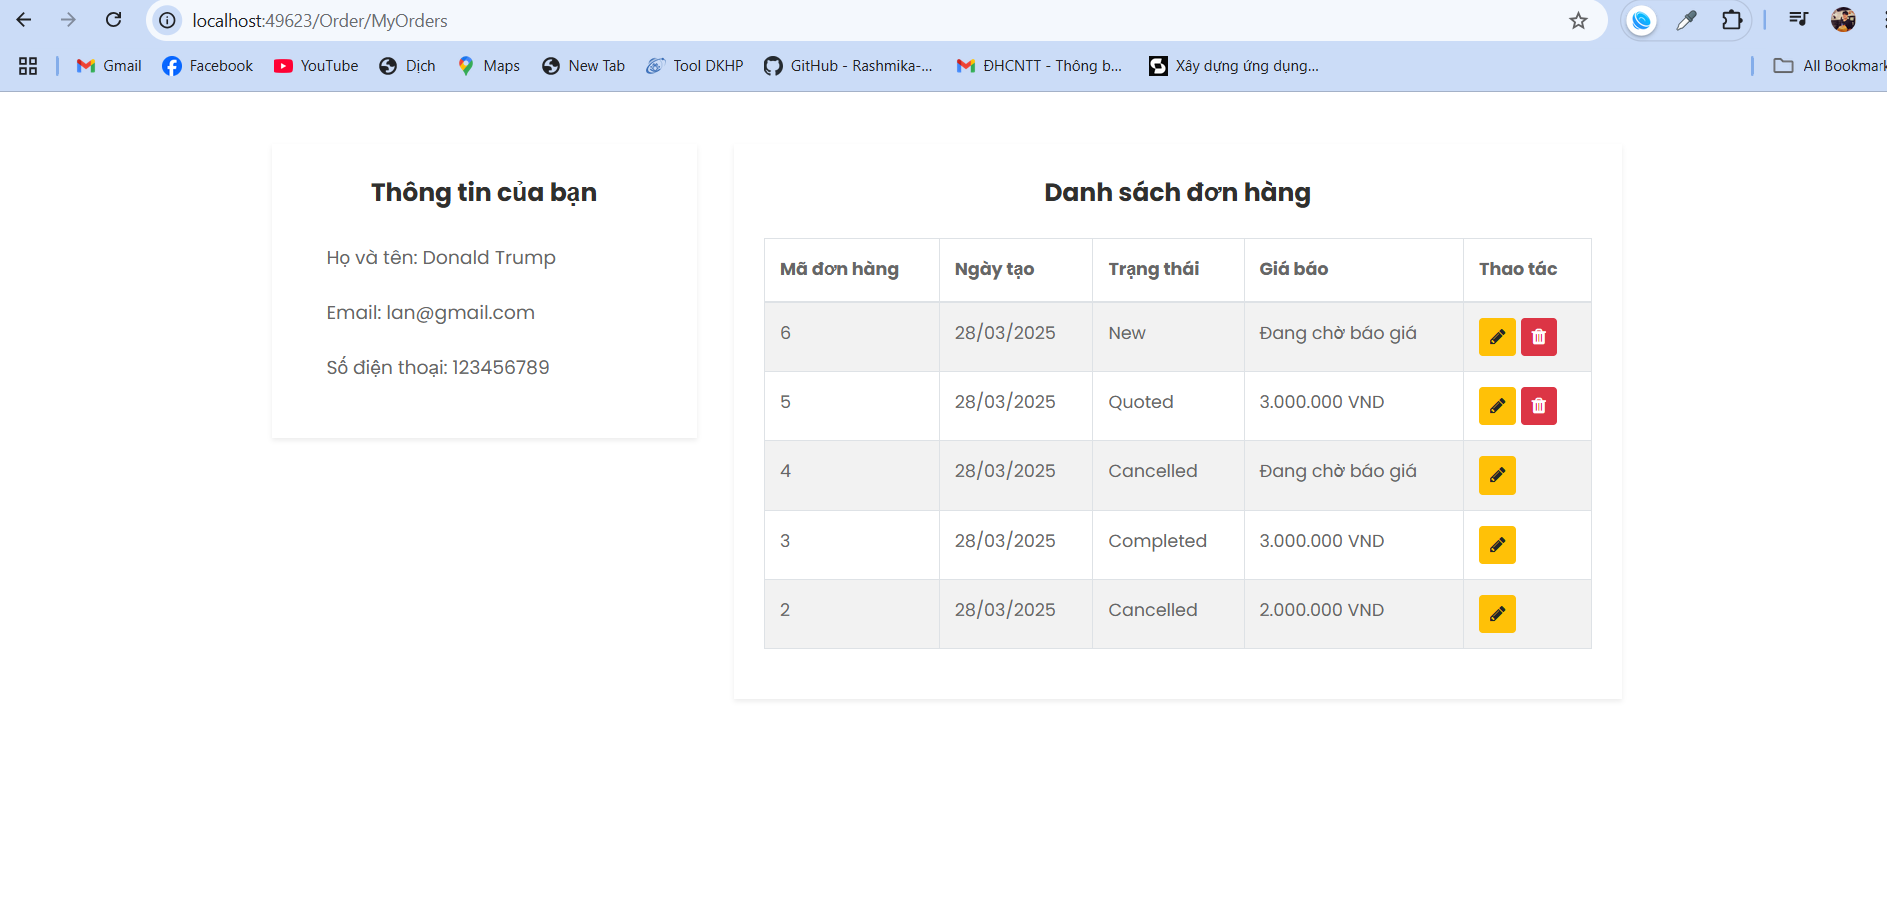 localhost:49623/Order/MyOrders
Gmail Facebook YouTube Dịch Maps New Tab Tool DKHP GitHub - Rashmika-... ĐHCNTT - Thông b... Xây dựng ứng dụng... All Bookmark
Thông tin của bạn
Họ và tên: Donald Trump
Email: lan@gmail.com
Số điện thoại: 123456789
Danh sách đơn hàng
Mã đơn hàng Ngày tạo Trạng thái Giá báo Thao tác
6 28/03/2025 New Đang chờ báo giá
5 28/03/2025 Quoted 3.000.000 VND
4 28/03/2025 Cancelled Đang chờ báo giá
3 28/03/2025 Completed 3.000.000 VND
2 28/03/2025 Cancelled 2.000.000 VND